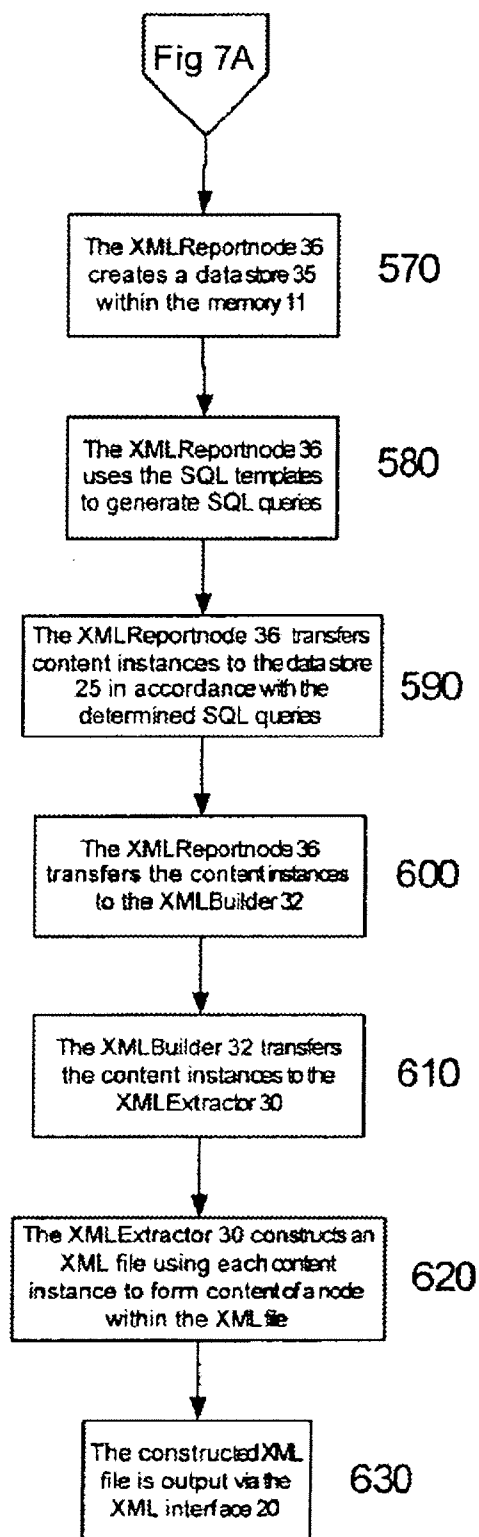 Fig 7A
The XMLReportnode 36
creates a data store 35
within the memory 11
570
The XMLReportnode 36
uses the SQL templates
to generate SQL queries
580
The XMLReportnode 36 transfers
content instances to the data store
25 in accordance with the
determined SQL queries
590
The XMLReportnode 36
transfers the content instances
to the XMLBuilder 32
600
The XMLBuilder 32 transfers
the content instances to the
XMLExtractor 30
610
The XMLExtractor 30 constructs an
XML file using each content
instance to form content of a node
within the XML file
620
The constructed XML
file is output via the
XML interface 20
630